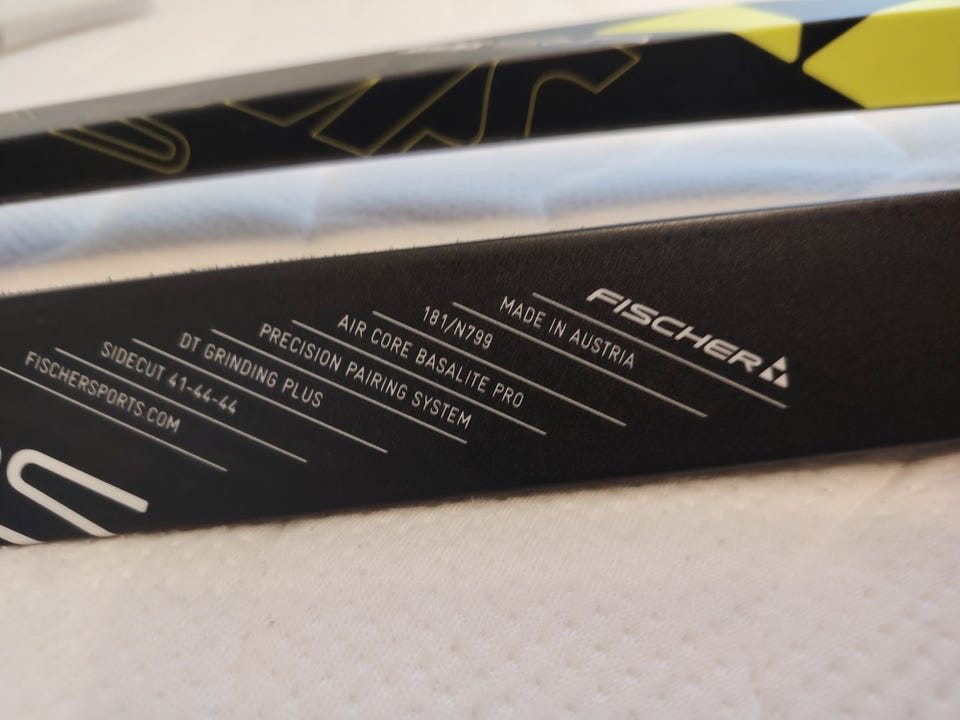 FISCHER
MADE IN AUSTRIA
181/N799
AIR CORE BASALITE PRO
PRECISION PAIRING SYSTEM
DT GRINDING PLUS
SIDECUT 41-44-44
FISCHERSPORTS.COM